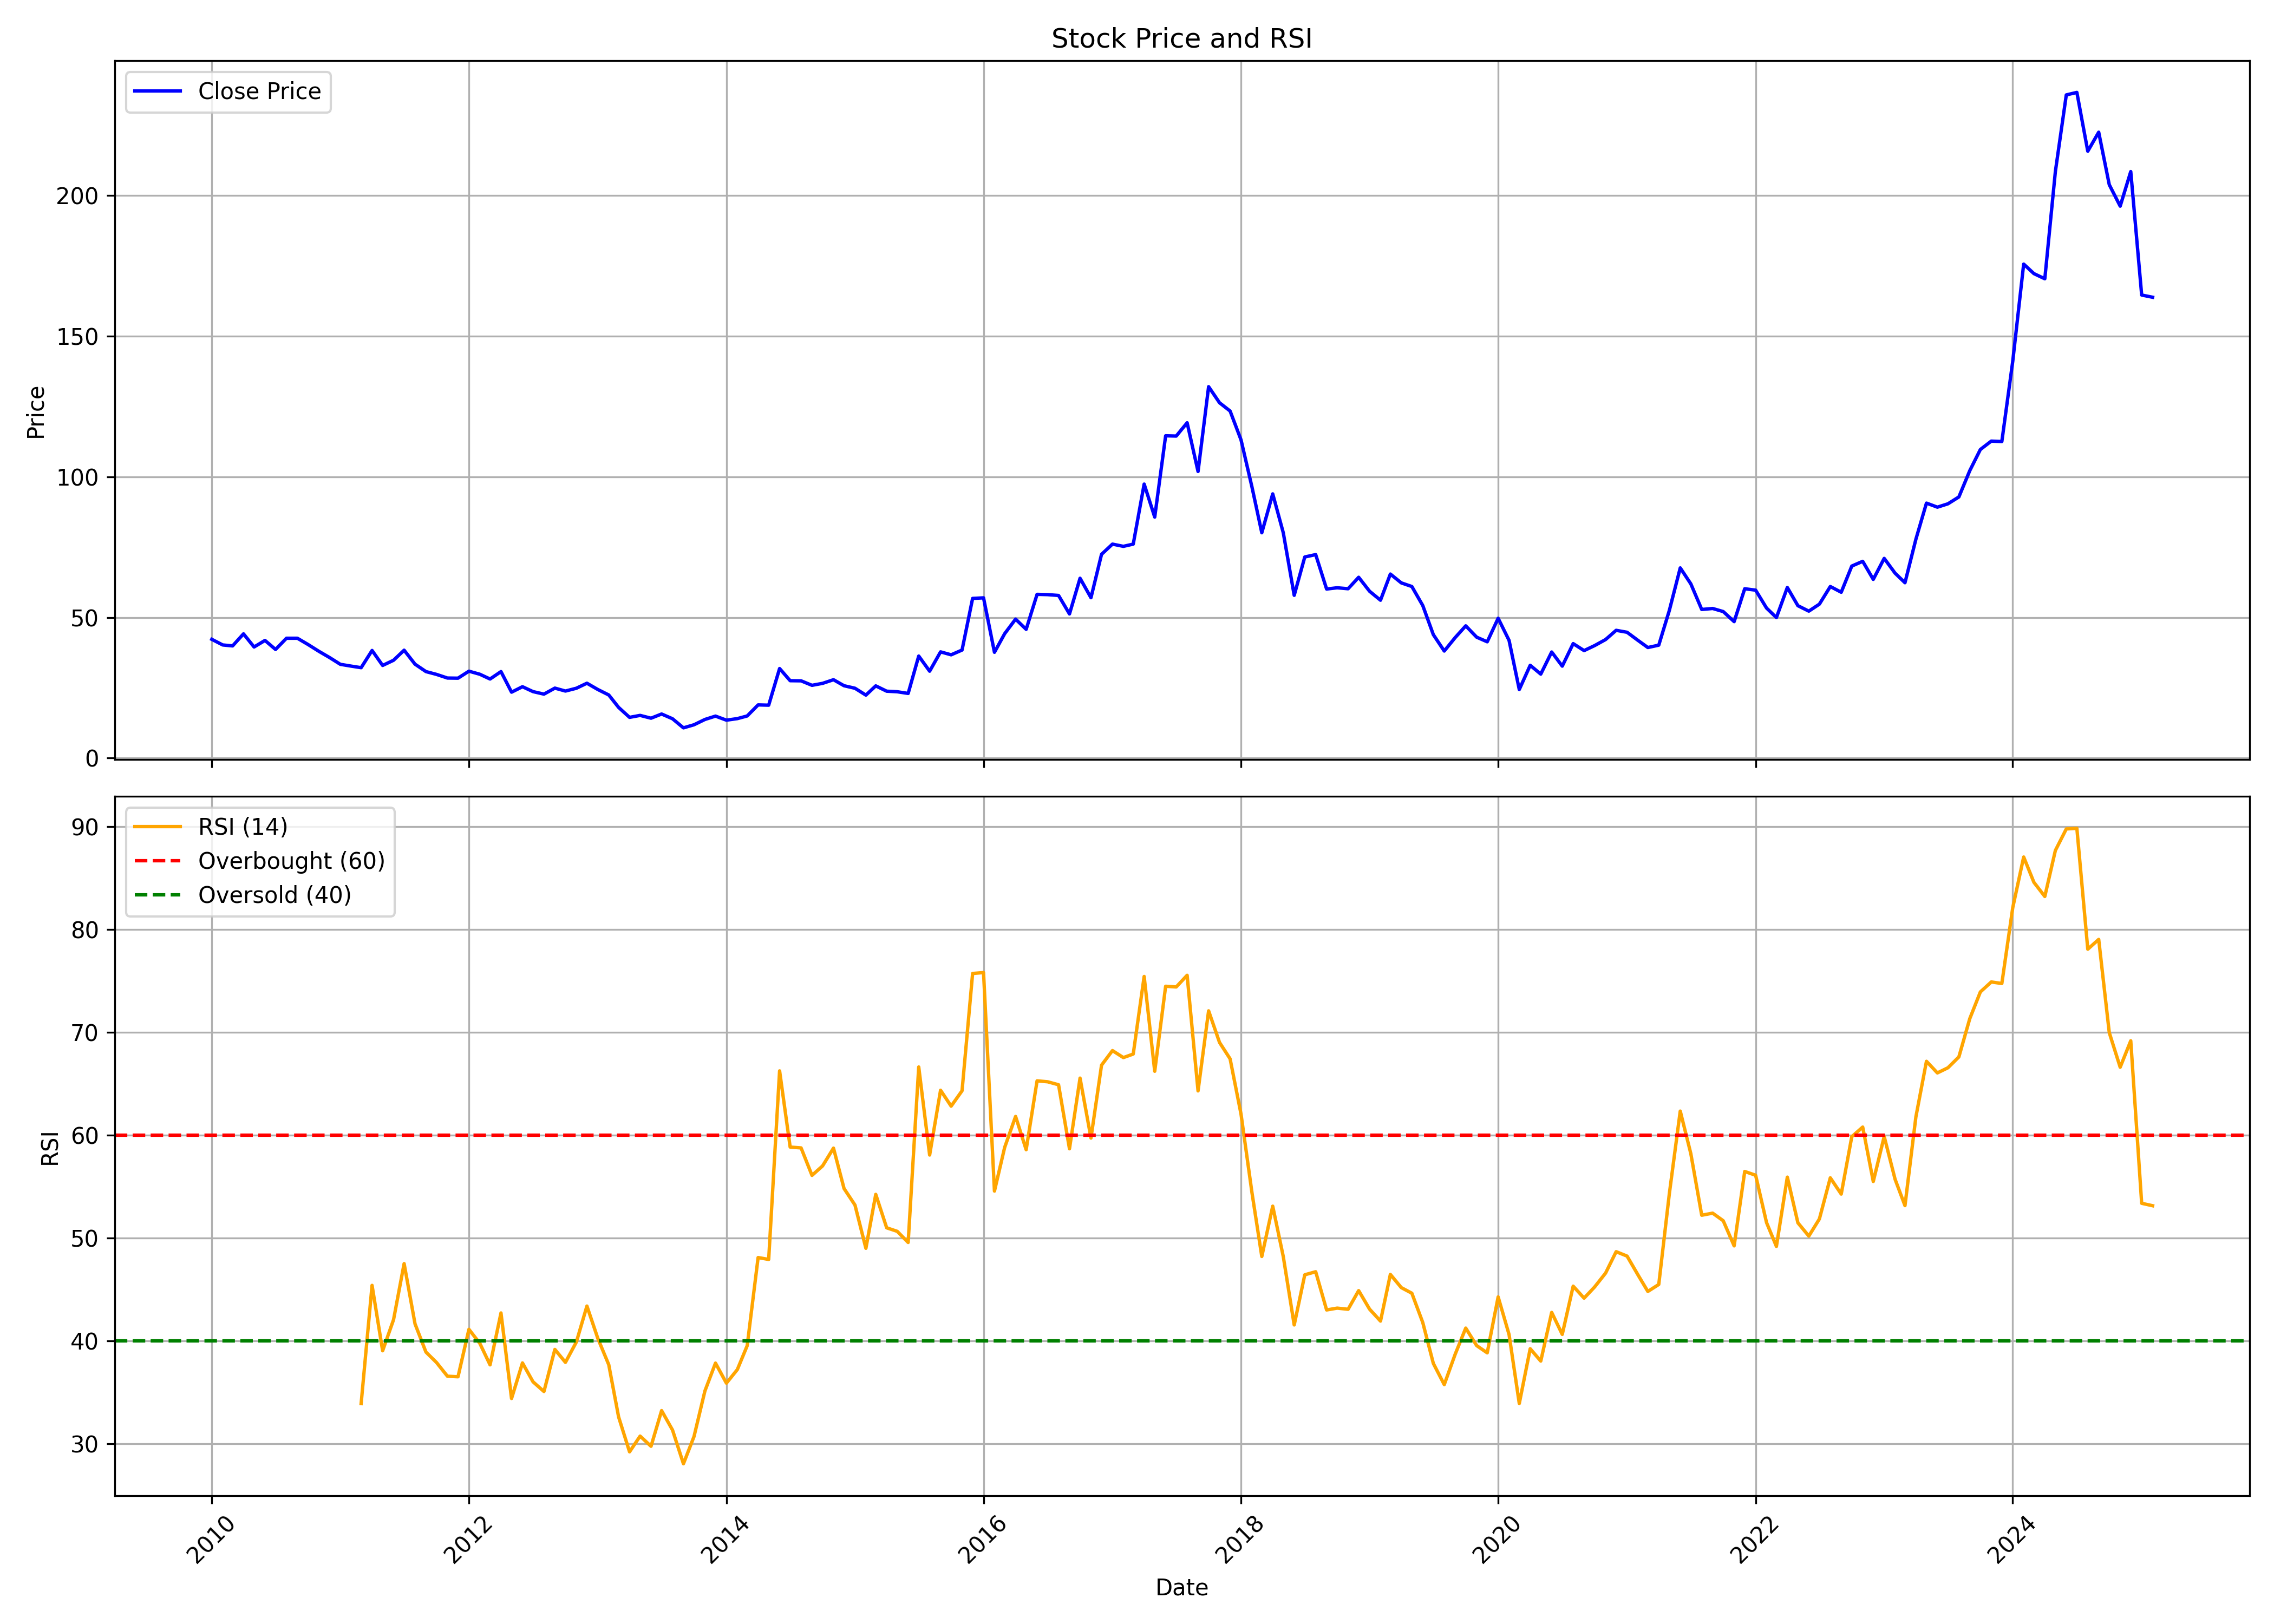 Stock Price and RSI
Close Price
Price
200
150
100
50
0
RSI (14)
Overbought (60)
Oversold (40)
RSI
90
80
70
60
50
40
30
2010
2012
2014
2016
2018
2020
2022
2024
Date